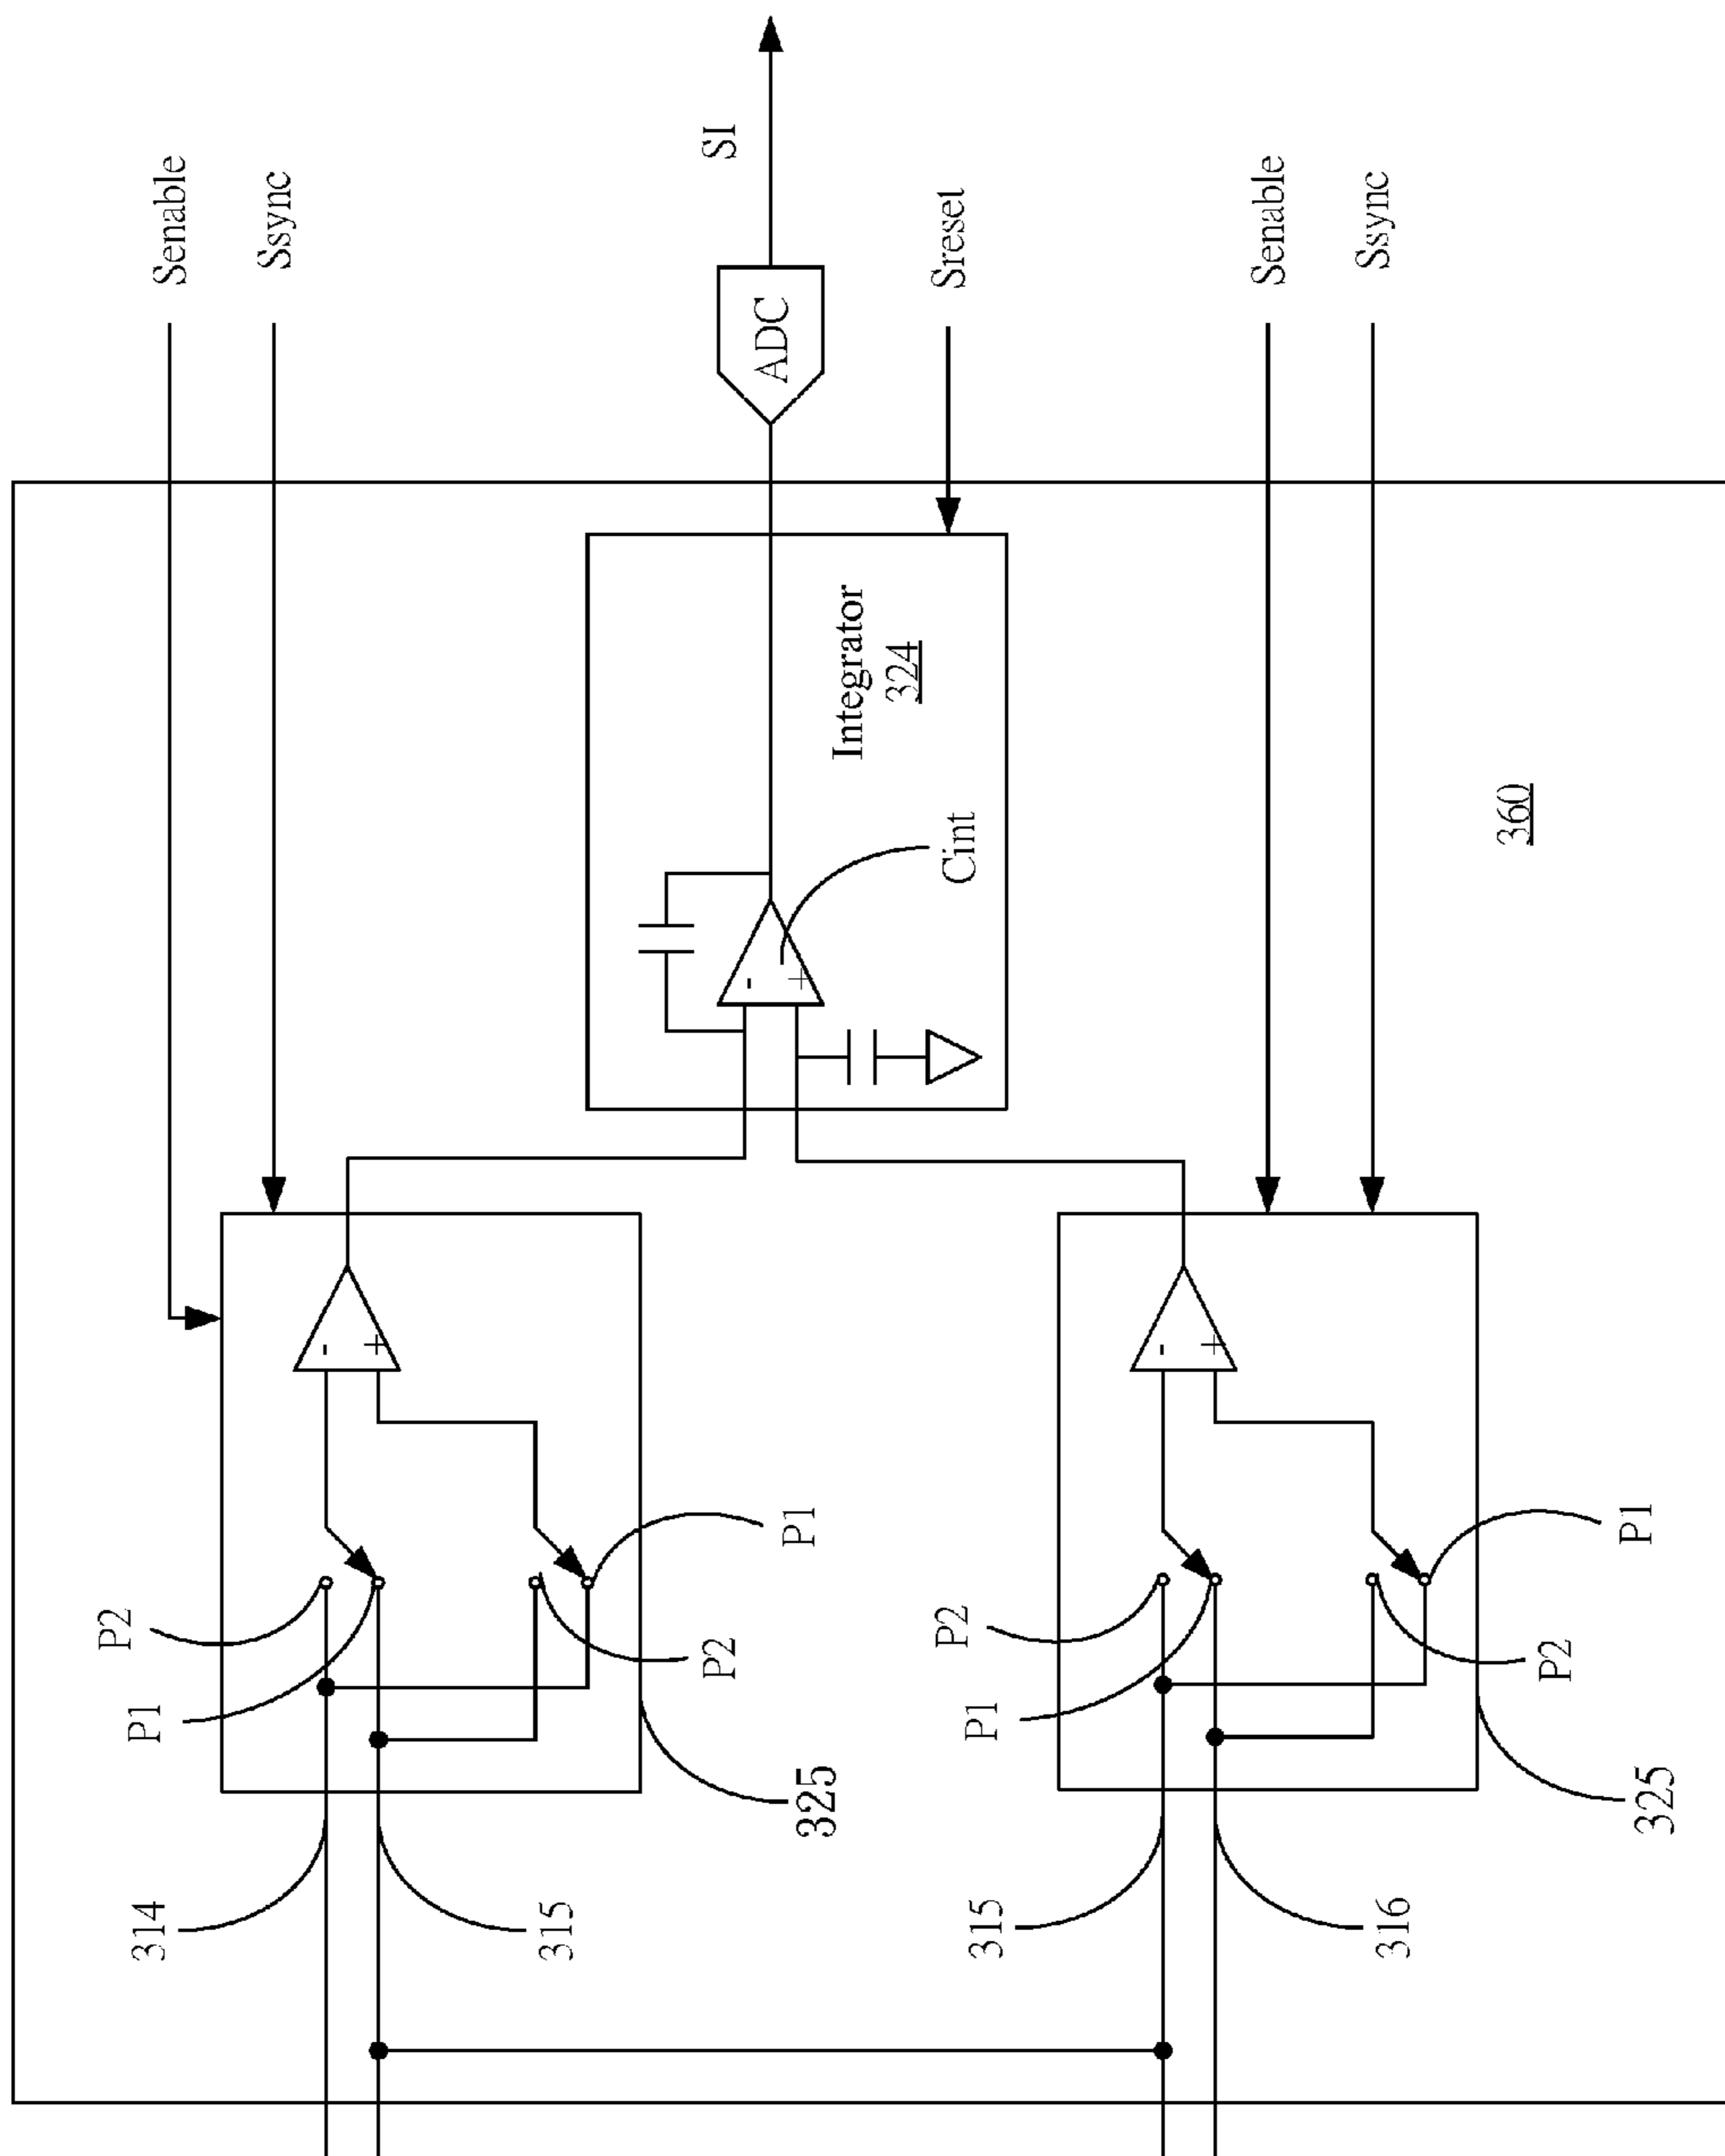 Senable
Ssync
SI
ADC
Sreset
Senable
Ssync
Integrator
324
-
+
Cint
360
-
+
P2
P1
P1
P2
325
314
315
-
+
P2
P1
P1
P2
325
315
316